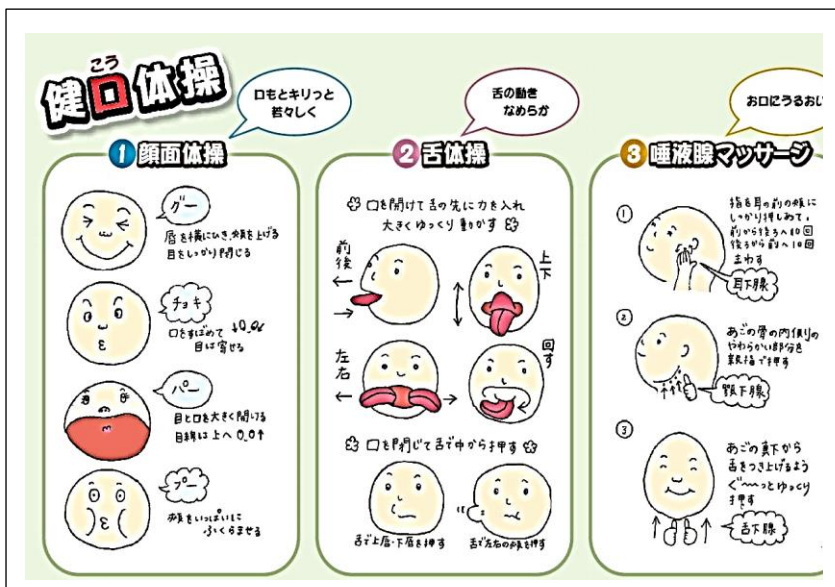 こう
健口体操
口もとキリっと
若々しく
1 顔面体操
グー
唇を横にひき、頬を上げる
目をしっかり閉じる
チョキ
口をすぼめて
目は寄せる
パー
目と口を大きく開ける
目線は上へ
プー
頬をいっぱいに
ふくらませる
舌の動き
なめらか
2 舌体操
口を開けて舌の先に力を入れ
大きくゆっくり動かす
前後
上下
左右
回す
口を閉じて舌で中から押す
舌で上唇・下唇を押す
舌で左右の頬を押す
お口にうるおい
3 唾液腺マッサージ
①
指を耳の前の頬に
しっかり押しあて、
前から後ろへ10回
後ろから前へ10回
まわす
耳下腺
②
あごの骨の内側の
やわらかい部分を
親指で押す
顎下腺
③
あごの真下から
舌をつき上げるよう
ぐ〜〜っとゆっくり
押す
舌下腺